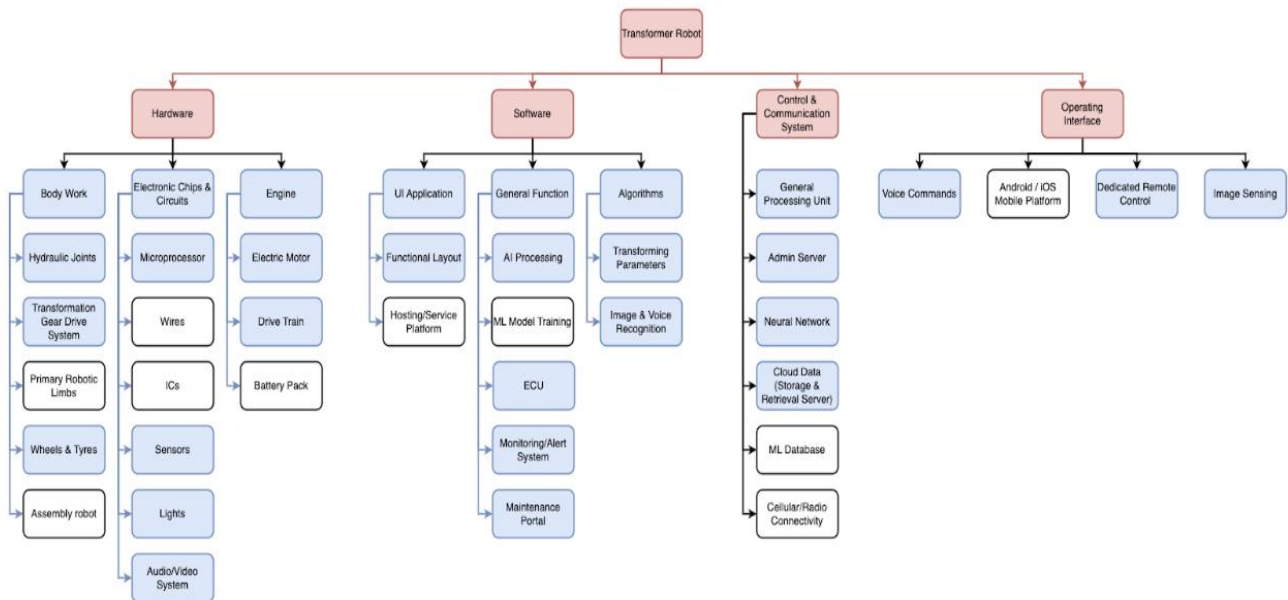 Transformer Robot
Hardware
Software
Control &
Communication
System
Operating
Interface
Body Work
Electronic Chips &
Circuits
Engine
UI Application
General Function
Algorithms
General
Processing Unit
Voice Commands
Android / iOS
Mobile Platform
Dedicated Remote
Control
Image Sensing
Hydraulic Joints
Microprocessor
Electric Motor
Functional Layout
AI Processing
Transforming
Parameters
Admin Server
Transformation
Gear Drive
System
Wires
Drive Train
Hosting/Service
Platform
ML Model Training
Image & Voice
Recognition
Neural Network
Primary Robotic
Limbs
ICs
Battery Pack
ECU
Cloud Data
(Storage &
Retrieval Server)
Wheels & Tyres
Sensors
Monitoring/Alert
System
ML Database
Assembly robot
Lights
Maintenance
Portal
Cellular/Radio
Connectivity
Audio/Video
System